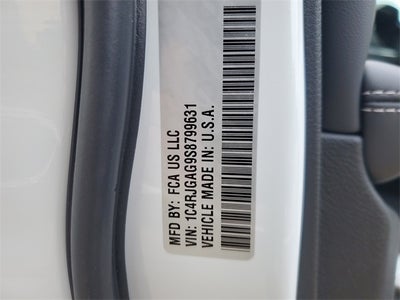 MFD BY: FCA US LLC
VIN: 1C4RJGAG9S8799631
VEHICLE MADE IN: U.S.A.